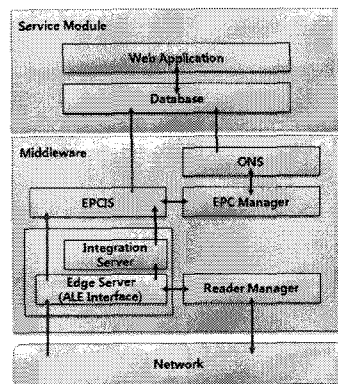 Service Module
Web Application
Database
Middleware
ONS
EPCIS
EPC Manager
Integration
Server
Edge Server
(ALE Interface)
Reader Manager
Network